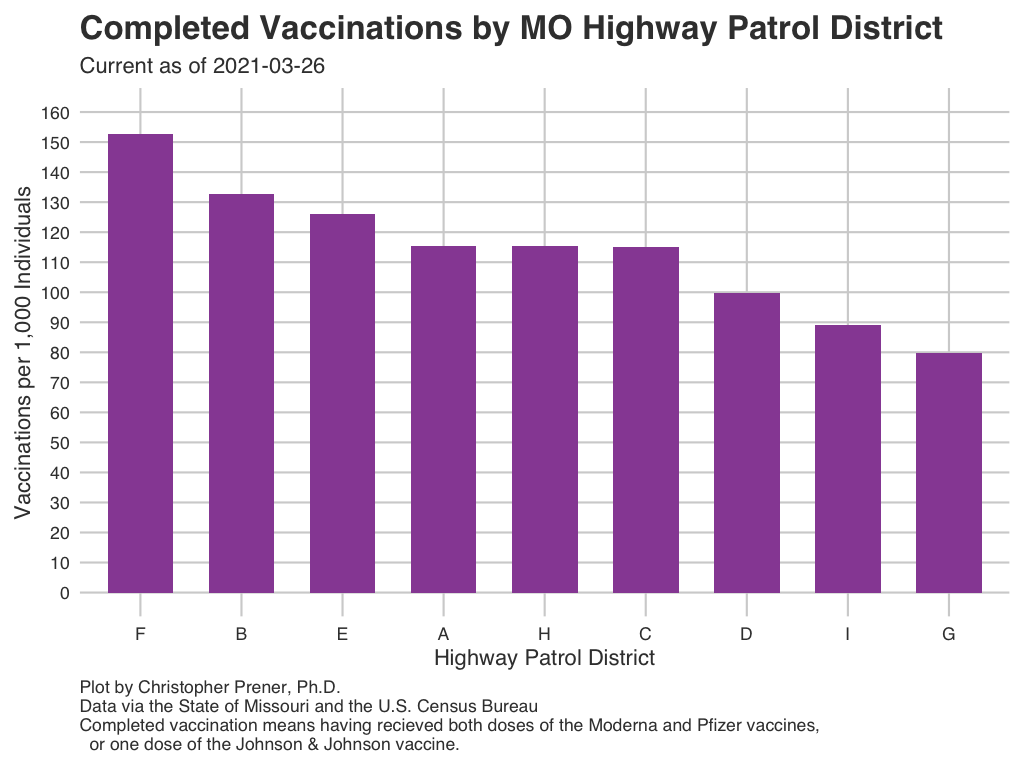 Completed Vaccinations by MO Highway Patrol District
Current as of 2021-03-26
Vaccinations per 1,000 Individuals
160
150
140
130
120
110
100
90
80
70
60
50
40
30
20
10
0
F B E A H C D I G
Highway Patrol District
Plot by Christopher Prener, Ph.D.
Data via the State of Missouri and the U.S. Census Bureau
Completed vaccination means having recieved both doses of the Moderna and Pfizer vaccines,
or one dose of the Johnson & Johnson vaccine.